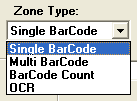 Zone Type:
Single BarCode
Single BarCode
Multi BarCode
BarCode Count
OCR